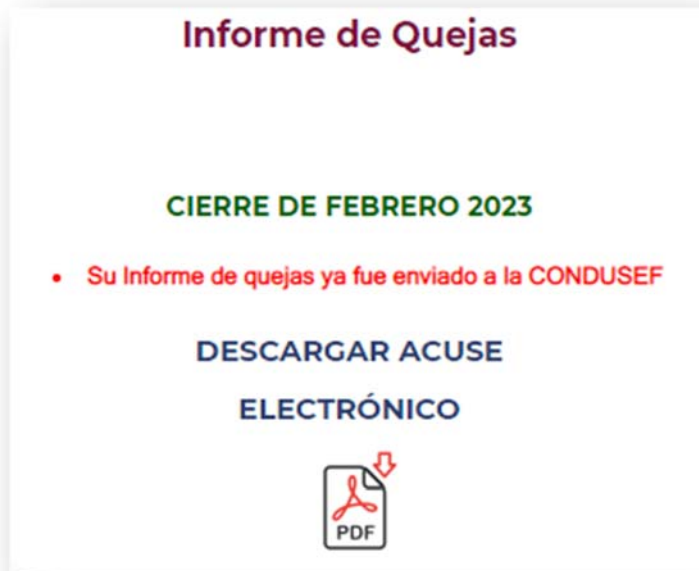 Informe de Quejas
CIERRE DE FEBRERO 2023
• Su Informe de quejas ya fue enviado a la CONDUSEF
DESCARGAR ACUSE
ELECTRÓNICO
PDF